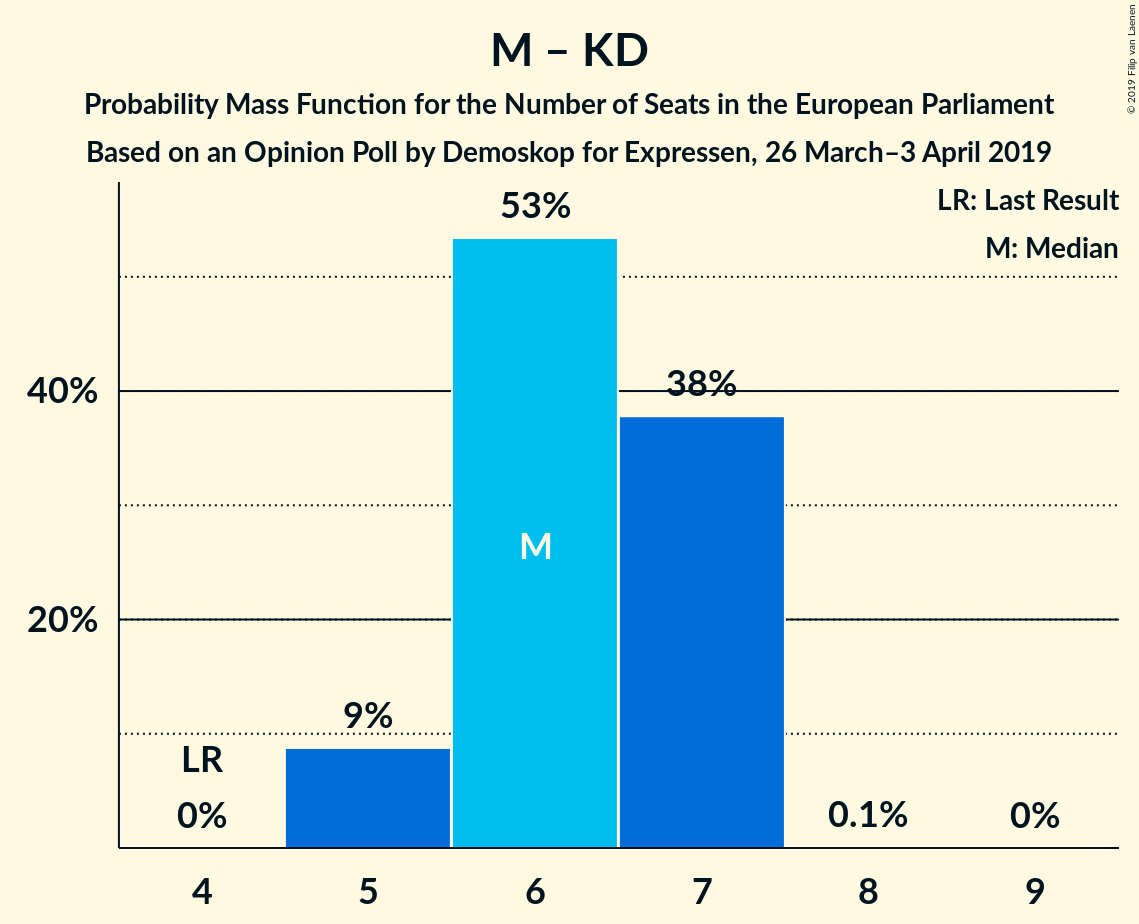 M – KD
Probability Mass Function for the Number of Seats in the European Parliament
Based on an Opinion Poll by Demoskop for Expressen, 26 March–3 April 2019
© 2019 Filip van Laenen
LR: Last Result
M: Median
53%
40%
38%
M
20%
9%
LR
0%
0.1%
0%
4 5 6 7 8 9